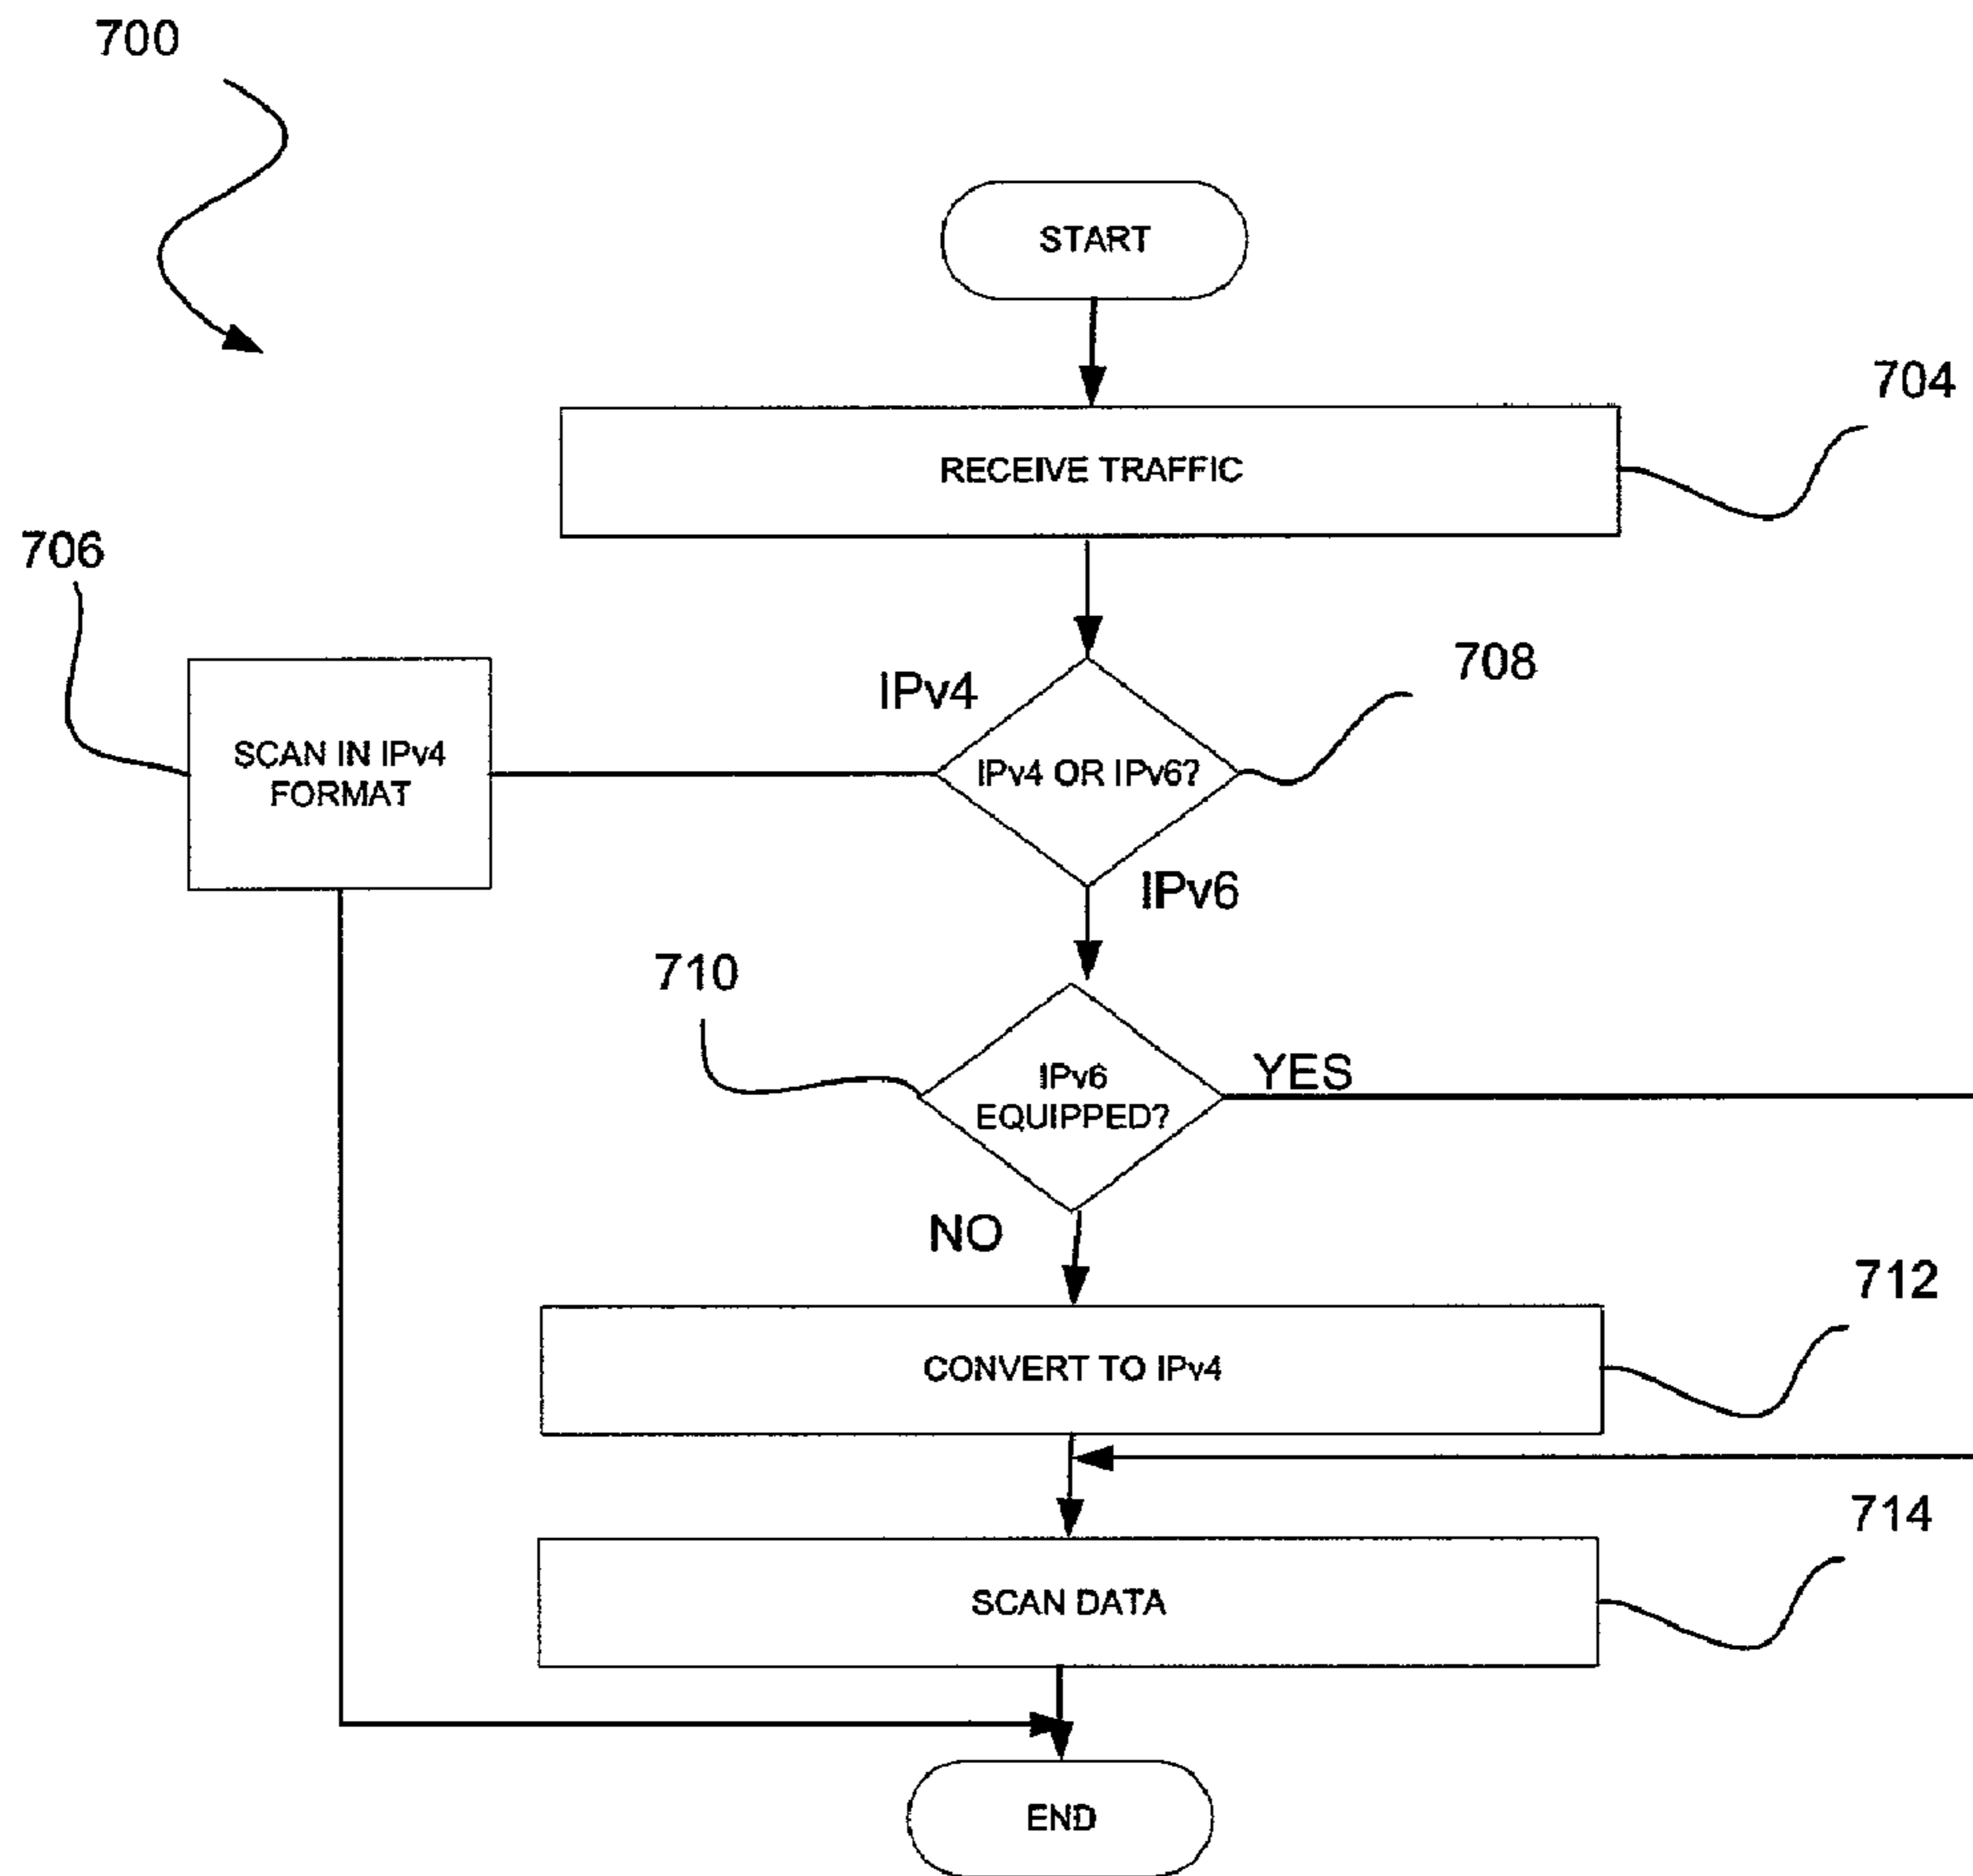 700
START
704
RECEIVE TRAFFIC
706
708
IPv4
SCAN IN IPv4
FORMAT
IPv4 OR IPv6?
IPv6
710
IPv6
EQUIPPED?
YES
NO
712
CONVERT TO IPv4
714
SCAN DATA
END